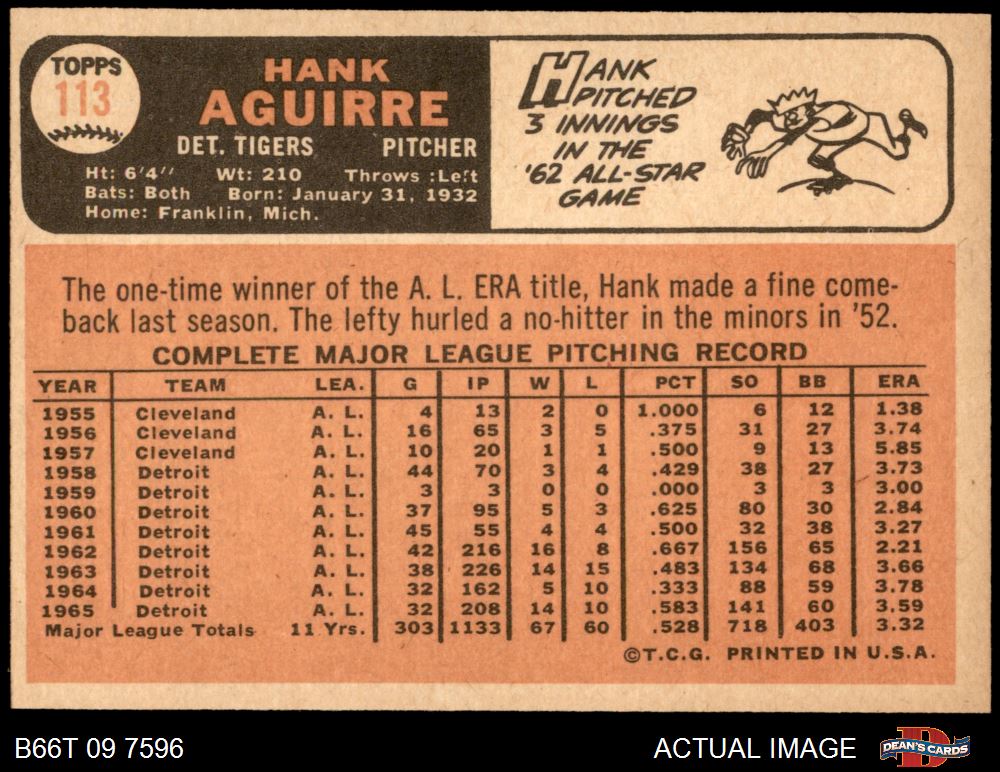 TOPPS
113
HANK
AGUIRRE
DET. TIGERS PITCHER
Ht: 6'4" Wt: 210 Throws :Left
Bats: Both Born: January 31, 1932
Home: Franklin, Mich.
HANK
PITCHED
3 INNINGS
IN THE
'62 ALL-STAR
GAME
The one-time winner of the A. L. ERA title, Hank made a fine come-
back last season. The lefty hurled a no-hitter in the minors in '52.
COMPLETE MAJOR LEAGUE PITCHING RECORD
YEAR TEAM LEA. G IP W L PCT SO BB ERA
1955 Cleveland A. L. 4 13 2 0 1.000 6 12 1.38
1956 Cleveland A. L. 16 65 3 5 .375 31 27 3.74
1957 Cleveland A. L. 10 20 1 1 .500 9 13 5.85
1958 Detroit A. L. 44 70 3 4 .429 38 27 3.73
1959 Detroit A. L. 3 3 0 0 .000 3 3 3.00
1960 Detroit A. L. 37 95 5 3 .625 80 30 2.84
1961 Detroit A. L. 45 55 4 4 .500 32 38 3.27
1962 Detroit A. L. 42 216 16 8 .667 156 65 2.21
1963 Detroit A. L. 38 226 14 15 .483 134 68 3.66
1964 Detroit A. L. 32 162 5 10 .333 88 59 3.78
1965 Detroit A. L. 32 208 14 10 .583 141 60 3.59
Major League Totals 11 Yrs. 303 1133 67 60 .528 718 403 3.32
©T.C.G. PRINTED IN U.S.A.
B66T 09 7596 ACTUAL IMAGE DEAN'S CARDS